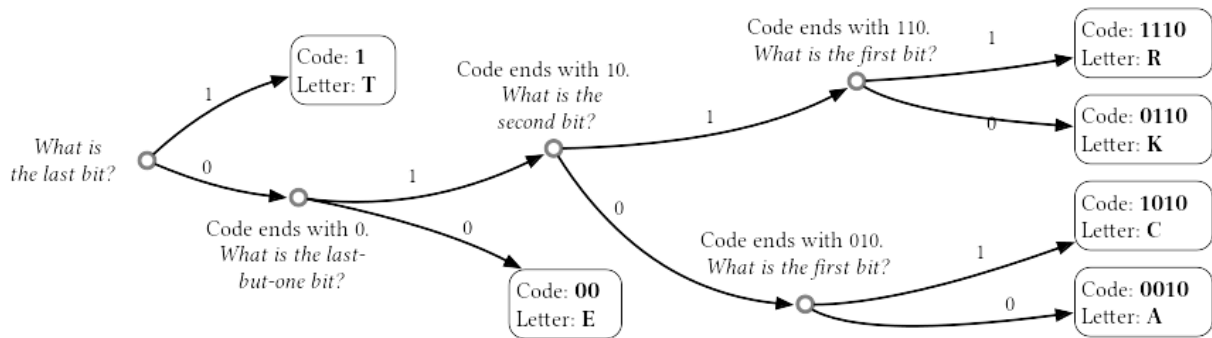 What is
the last bit?
1
0
Code: 1
Letter: T
Code ends with 0.
What is the last-
but-one bit?
1
0
Code: 00
Letter: E
Code ends with 10.
What is the
second bit?
1
0
Code ends with 110.
What is the first bit?
1
0
Code: 1110
Letter: R
Code: 0110
Letter: K
Code ends with 010.
What is the first bit?
1
0
Code: 1010
Letter: C
Code: 0010
Letter: A